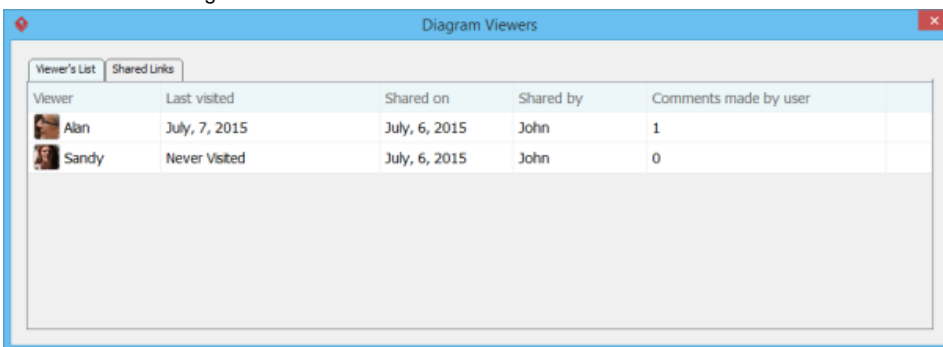 Diagram Viewers
Viewer's List Shared Links
Viewer Last visited Shared on Shared by Comments made by user
Alan July, 7, 2015 July, 6, 2015 John 1
Sandy Never Visited July, 6, 2015 John 0